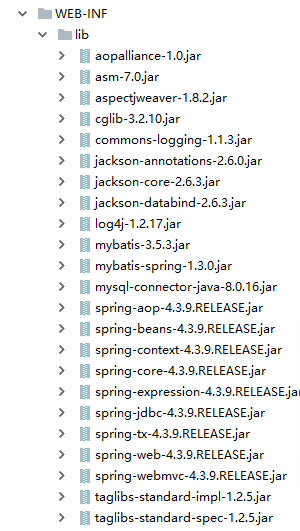 WEB-INF
lib
aopalliance-1.0.jar
asm-7.0.jar
aspectjweaver-1.8.2.jar
cglib-3.2.10.jar
commons-logging-1.1.3.jar
jackson-annotations-2.6.0.jar
jackson-core-2.6.3.jar
jackson-databind-2.6.3.jar
log4j-1.2.17.jar
mybatis-3.5.3.jar
mybatis-spring-1.3.0.jar
mysql-connector-java-8.0.16.jar
spring-aop-4.3.9.RELEASE.jar
spring-beans-4.3.9.RELEASE.jar
spring-context-4.3.9.RELEASE.jar
spring-core-4.3.9.RELEASE.jar
spring-expression-4.3.9.RELEASE.jar
spring-jdbc-4.3.9.RELEASE.jar
spring-tx-4.3.9.RELEASE.jar
spring-web-4.3.9.RELEASE.jar
spring-webmvc-4.3.9.RELEASE.jar
taglibs-standard-impl-1.2.5.jar
taglibs-standard-spec-1.2.5.jar